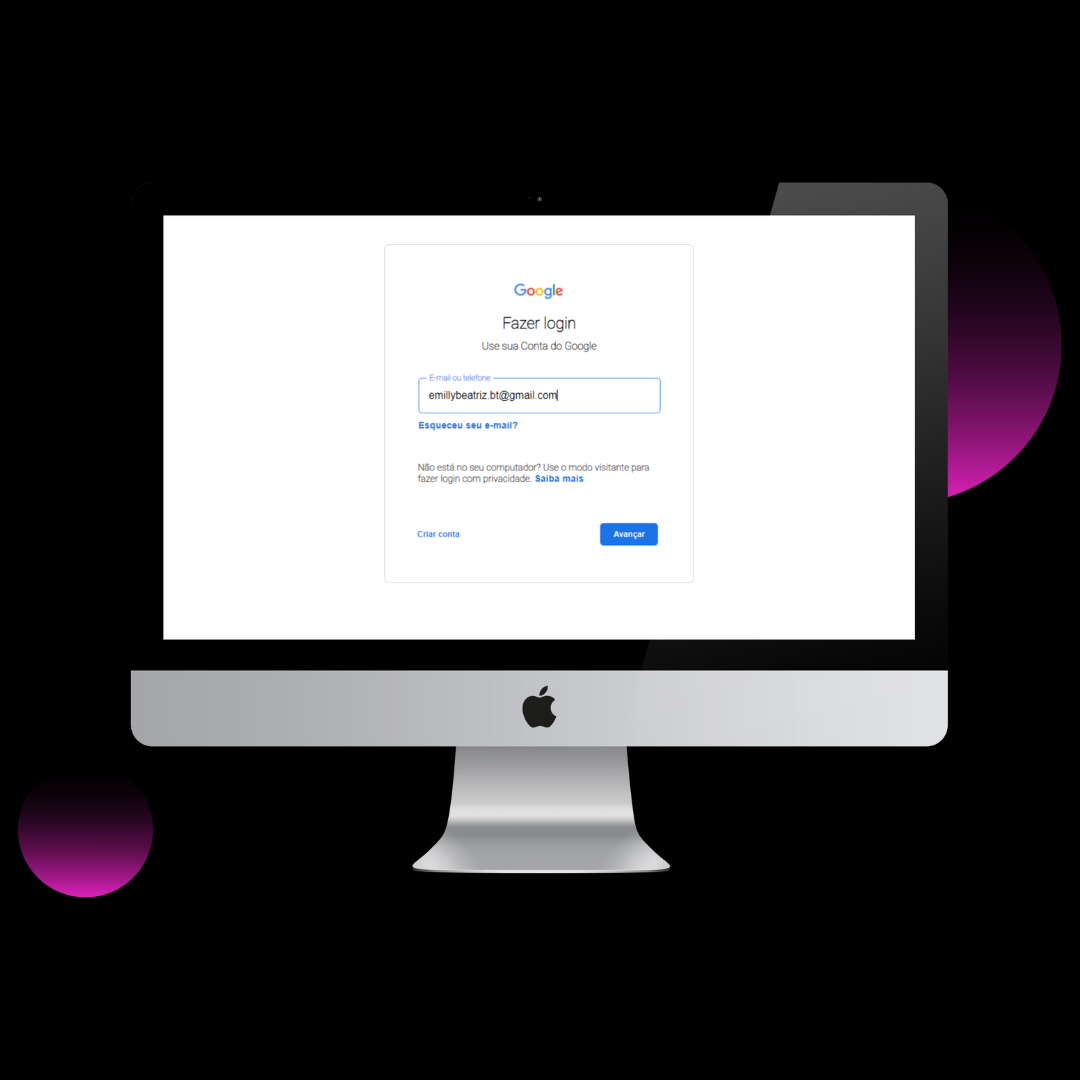 Google
Fazer login
Use sua Conta do Google
E-mail ou telefone
emillybeatriz.bt@gmail.com
Esqueceu seu e-mail?
Não está no seu computador? Use o modo visitante para
fazer login com privacidade. Saiba mais
Criar conta
Avançar